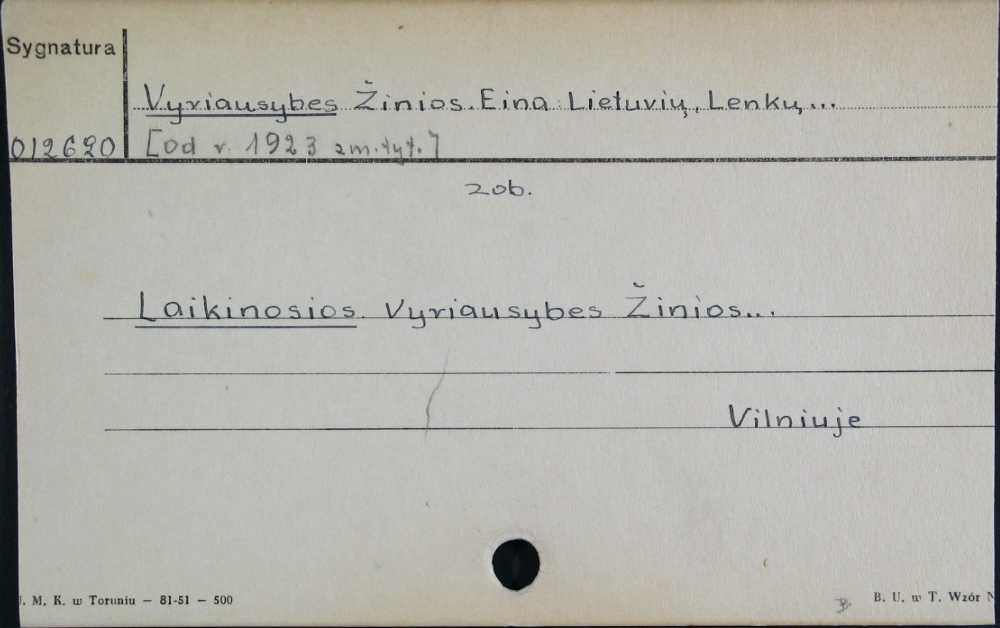 Sygnatura
Vyriausybes Žinios. Eina: Lietuvių, Lenkų, ...
012620 [od r. 1923 zm. tyt.]
zob.
Laikinosios Vyriausybes Žinios...
Vilniuje
. M. K. w Toruniu — 81-51 — 500
B. U. w T. Wzór N